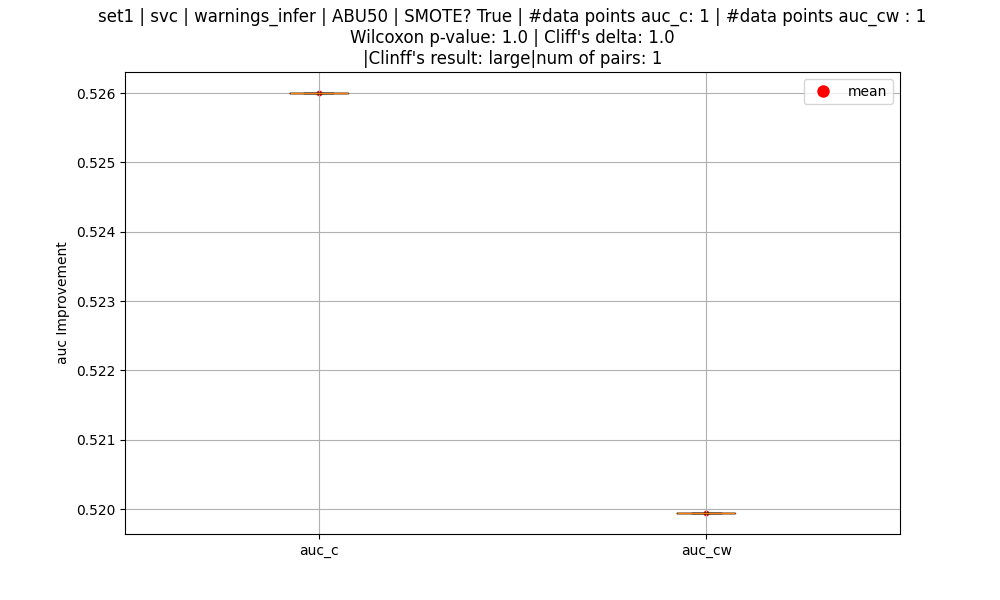 set1 | svc | warnings_infer | ABU50 | SMOTE? True | #data points auc_c: 1 | #data points auc_cw : 1
Wilcoxon p-value: 1.0 | Cliff's delta: 1.0
|Clinff's result: large|num of pairs: 1
mean
0.526
0.525
0.524
0.523
0.522
0.521
0.520
auc Improvement
auc_c
auc_cw